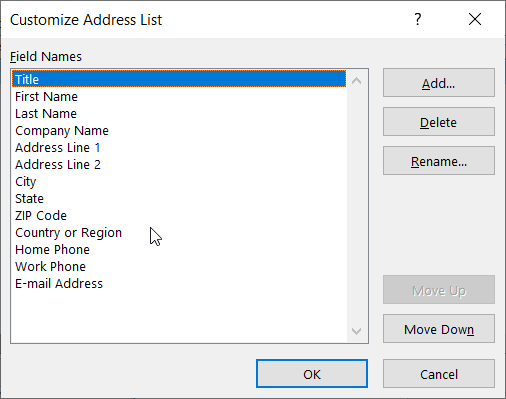 Customize Address List
?
Field Names
Title
First Name
Last Name
Company Name
Address Line 1
Address Line 2
City
State
ZIP Code
Country or Region
Home Phone
Work Phone
E-mail Address
Add...
Delete
Rename...
Move Up
Move Down
OK
Cancel